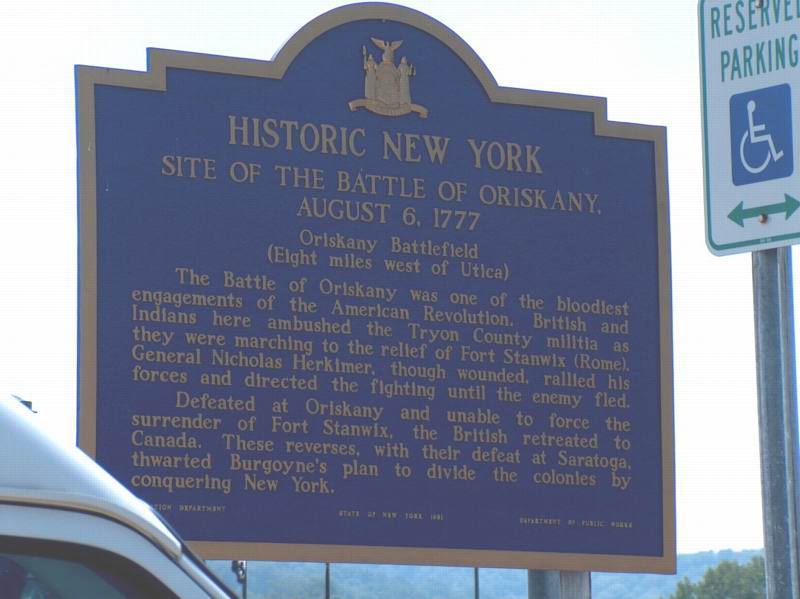 HISTORIC NEW YORK
SITE OF THE BATTLE OF ORISKANY,
AUGUST 6, 1777
Oriskany Battlefield
(Eight miles west of Utica)
The Battle of Oriskany was one of the bloodiest
engagements of the American Revolution. British and
Indians here ambushed the Tryon County militia as
they were marching to the relief of Fort Stanwix (Rome).
General Nicholas Herkimer, though wounded, rallied his
forces and directed the fighting until the enemy fled.
Defeated at Oriskany and unable to force the
surrender of Fort Stanwix, the British retreated to
Canada. These reverses, with their defeat at Saratoga,
thwarted Burgoyne's plan to divide the colonies by
conquering New York.
DEPARTMENT
STATE OF NEW YORK
DEPARTMENT OF PUBLIC WORKS
RESERVED
PARKING